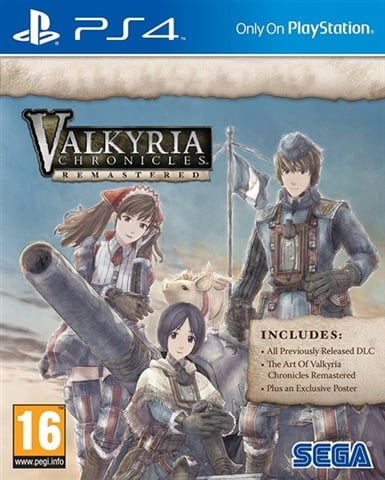 PS4
Only On PlayStation®
VALKYRIA
CHRONICLES™
REMASTERED
INCLUDES:
• All Previously Released DLC
• The Art Of Valkyria
Chronicles Remastered
• Plus an Exclusive Poster
16
www.pegi.info
SEGA